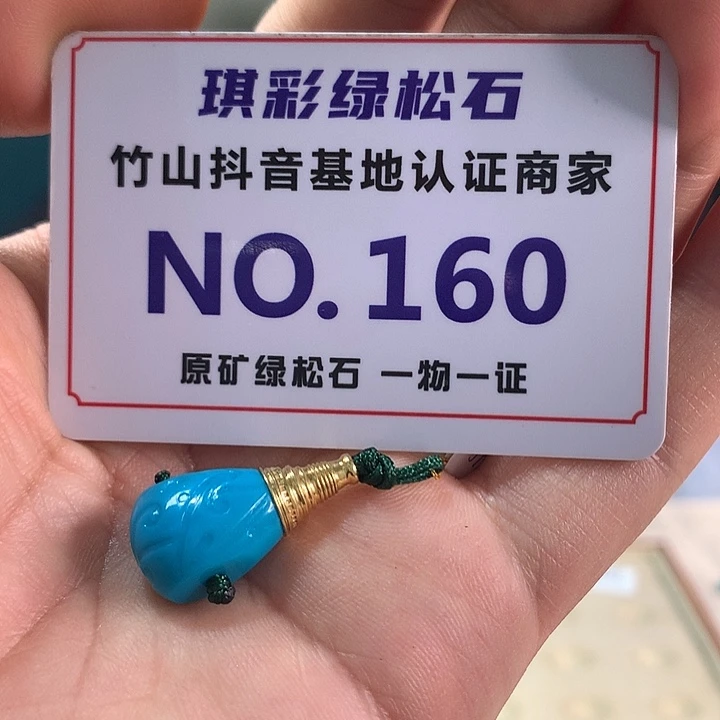 琪彩绿松石
竹山抖音基地认证商家
NO.160
原矿绿松石 一物一证